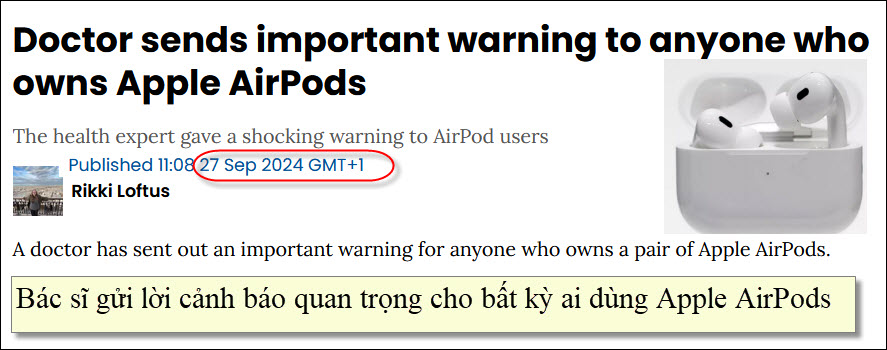 Doctor sends important warning to anyone who
owns Apple AirPods
The health expert gave a shocking warning to AirPod users
Published 11:08 27 Sep 2024 GMT+1
Rikki Loftus
A doctor has sent out an important warning for anyone who owns a pair of Apple AirPods.
Bác sĩ gửi lời cảnh báo quan trọng cho bất kỳ ai dùng Apple AirPods